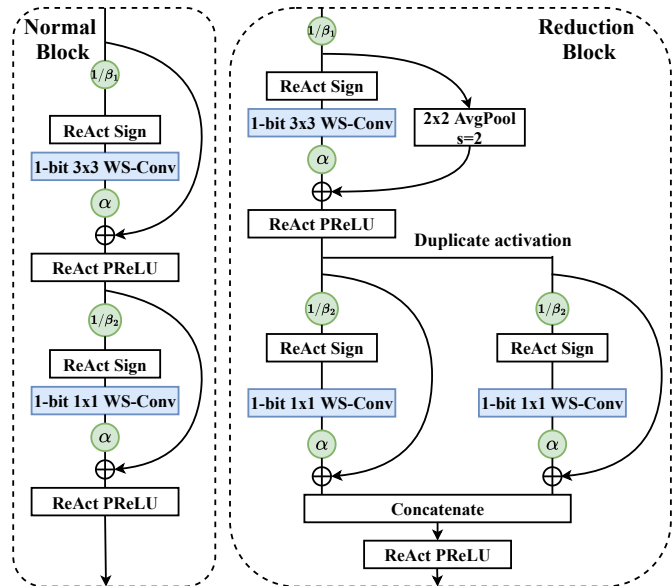 Normal
Block
1/β₁
ReAct Sign
1-bit 3x3 WS-Conv
α
ReAct PReLU
1/β₂
ReAct Sign
1-bit 1x1 WS-Conv
α
ReAct PReLU
Reduction
Block
1/β₁
ReAct Sign
1-bit 3x3 WS-Conv
2x2 AvgPool
s=2
α
ReAct PReLU
Duplicate activation
1/β₂
ReAct Sign
1-bit 1x1 WS-Conv
α
1/β₂
ReAct Sign
1-bit 1x1 WS-Conv
α
Concatenate
ReAct PReLU